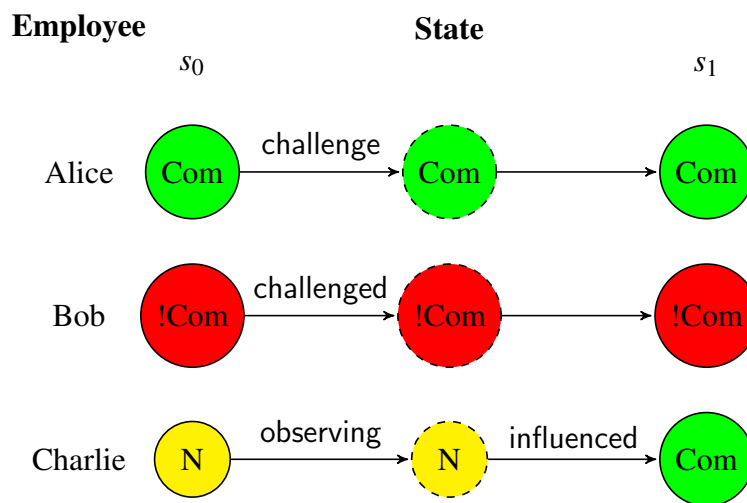 Employee State
s0 s1
challenge
Alice Com Com Com
challenged
Bob !Com !Com !Com
observing influenced
Charlie N N Com